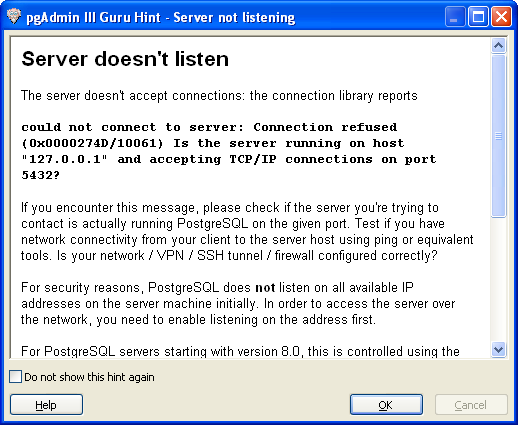 pgAdmin III Guru Hint - Server not listening
Server doesn't listen
The server doesn't accept connections: the connection library reports
could not connect to server: Connection refused
(0x0000274D/10061) Is the server running on host
"127.0.0.1" and accepting TCP/IP connections on port
5432?
If you encounter this message, please check if the server you're trying to
contact is actually running PostgreSQL on the given port. Test if you have
network connectivity from your client to the server host using ping or equivalent
tools. Is your network / VPN / SSH tunnel / firewall configured correctly?
For security reasons, PostgreSQL does not listen on all available IP
addresses on the server machine initially. In order to access the server over
the network, you need to enable listening on the address first.
For PostgreSQL servers starting with version 8.0, this is controlled using the
Do not show this hint again
Help
OK
Cancel